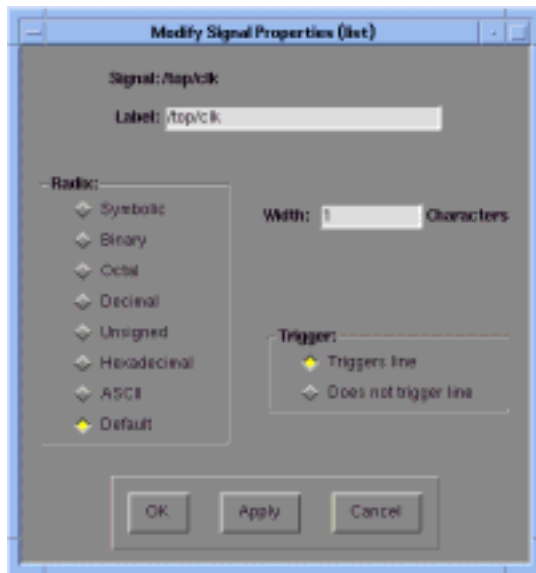 Modify Signal Properties (list)
Signal: /top/clk
Label: /top/clk
Radix:
Symbolic
Width: 1 Characters
Binary
Octal
Decimal
Unsigned
Trigger:
Hexadecimal
Triggers line
ASCII
Does not trigger line
Default
OK Apply Cancel